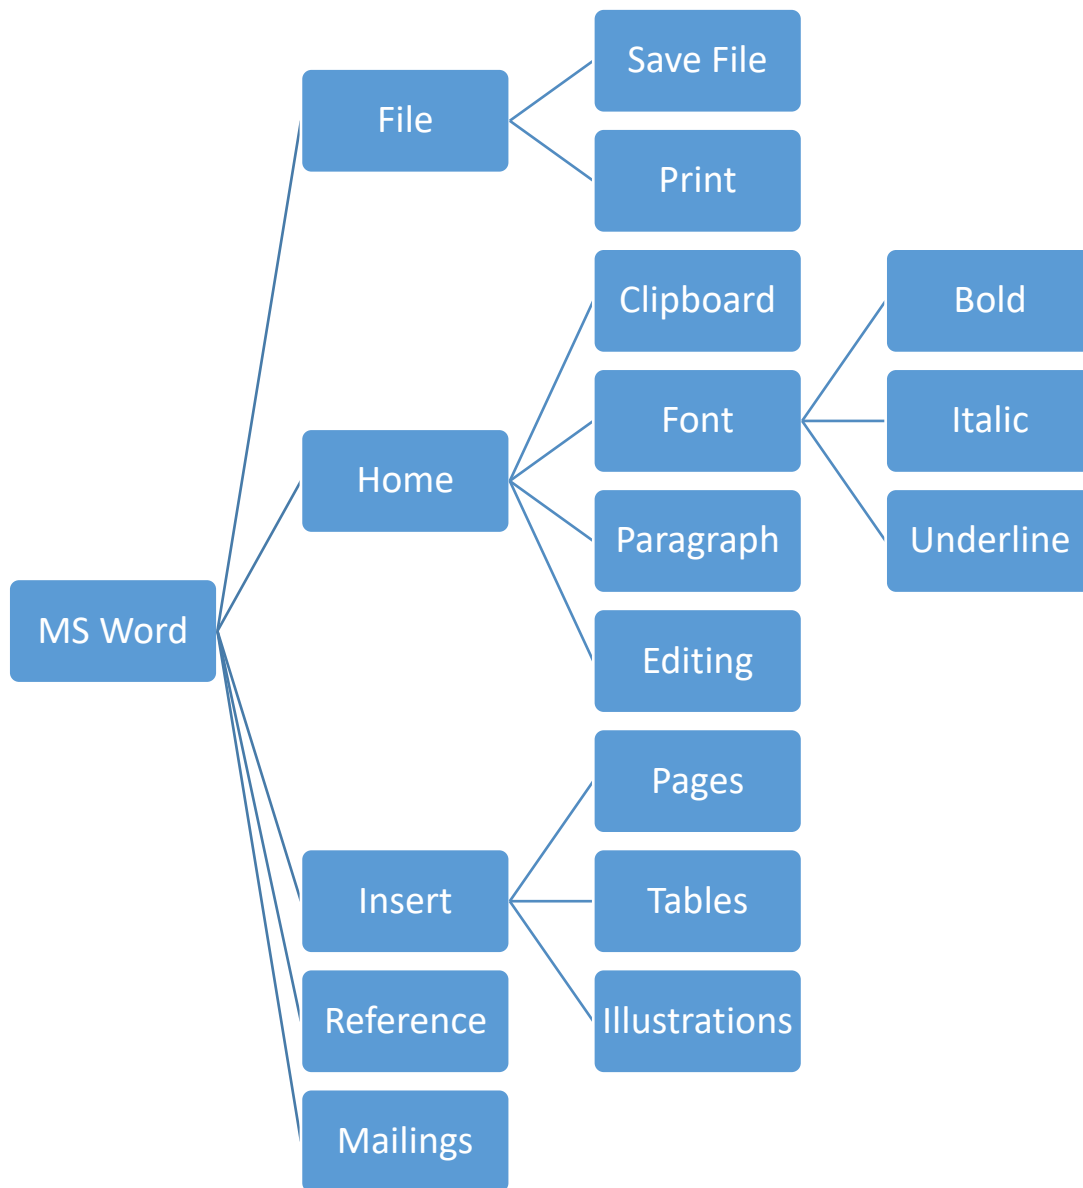 MS Word
File
Save File
Print
Home
Clipboard
Font
Bold
Italic
Underline
Paragraph
Editing
Insert
Pages
Tables
Illustrations
Reference
Mailings